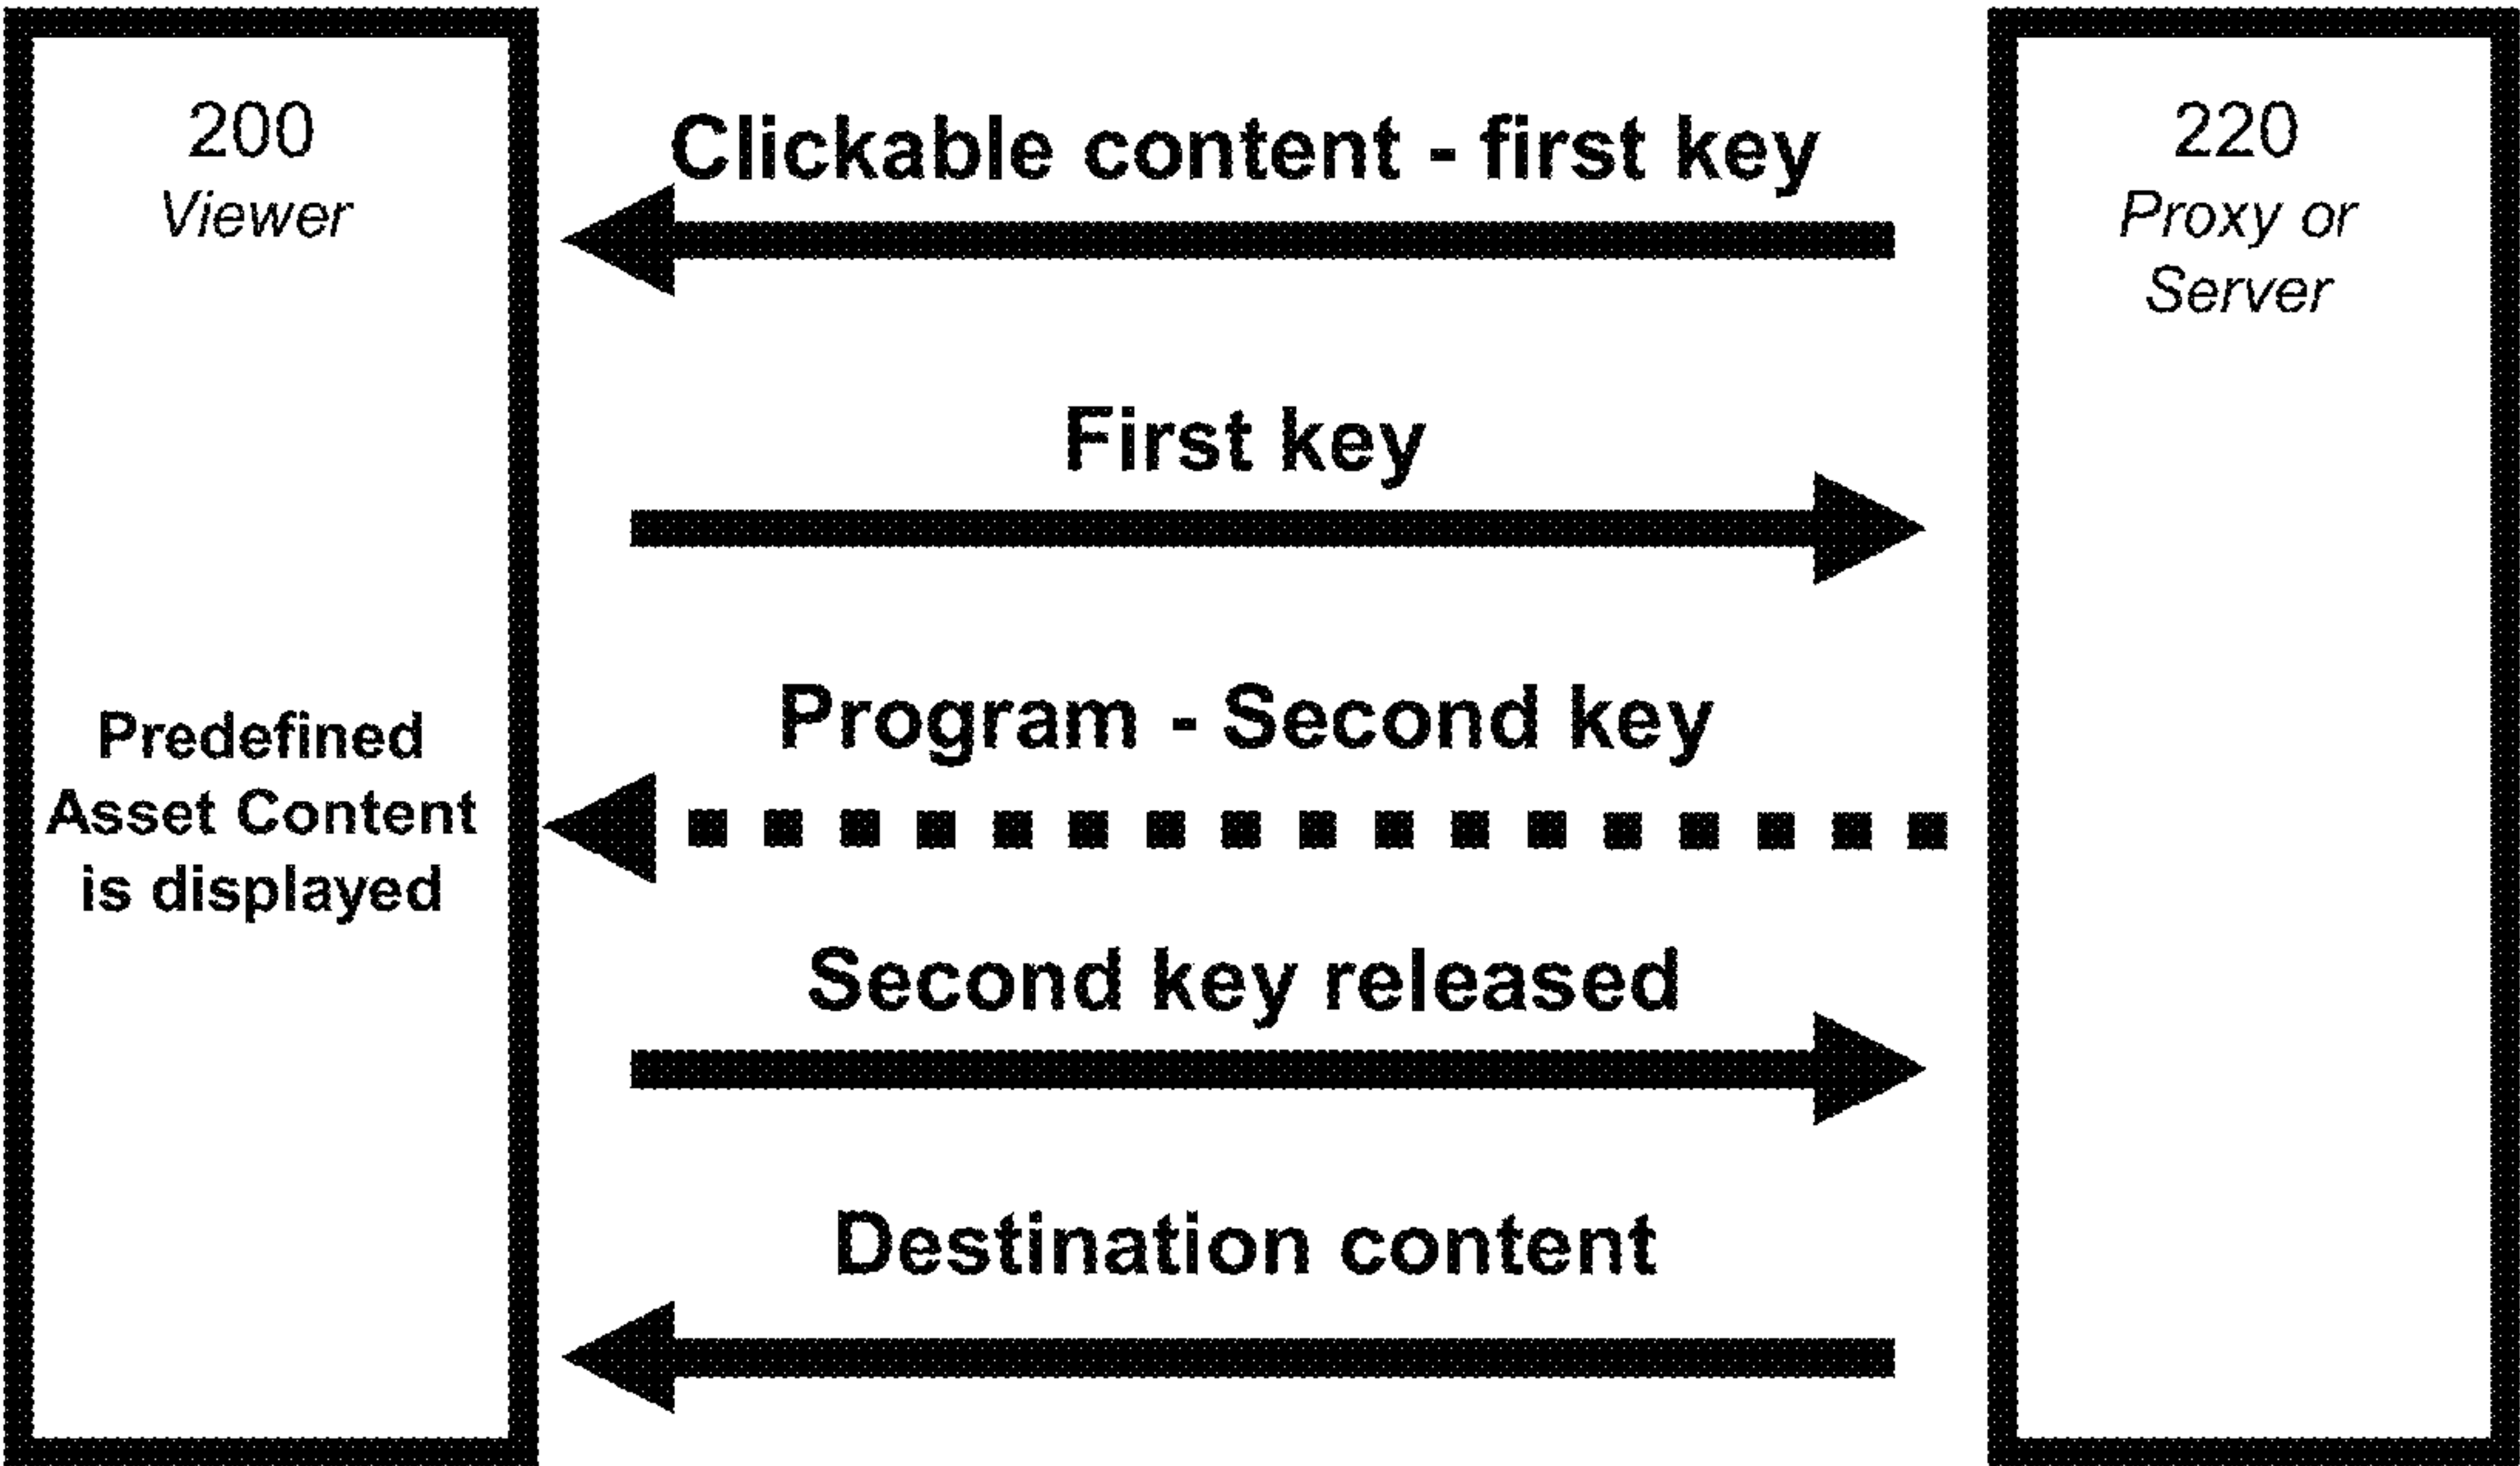 200
Viewer
Clickable content - first key
220
Proxy or
Server
First key
Program - Second key
Predefined
Asset Content
is displayed
Second key released
Destination content